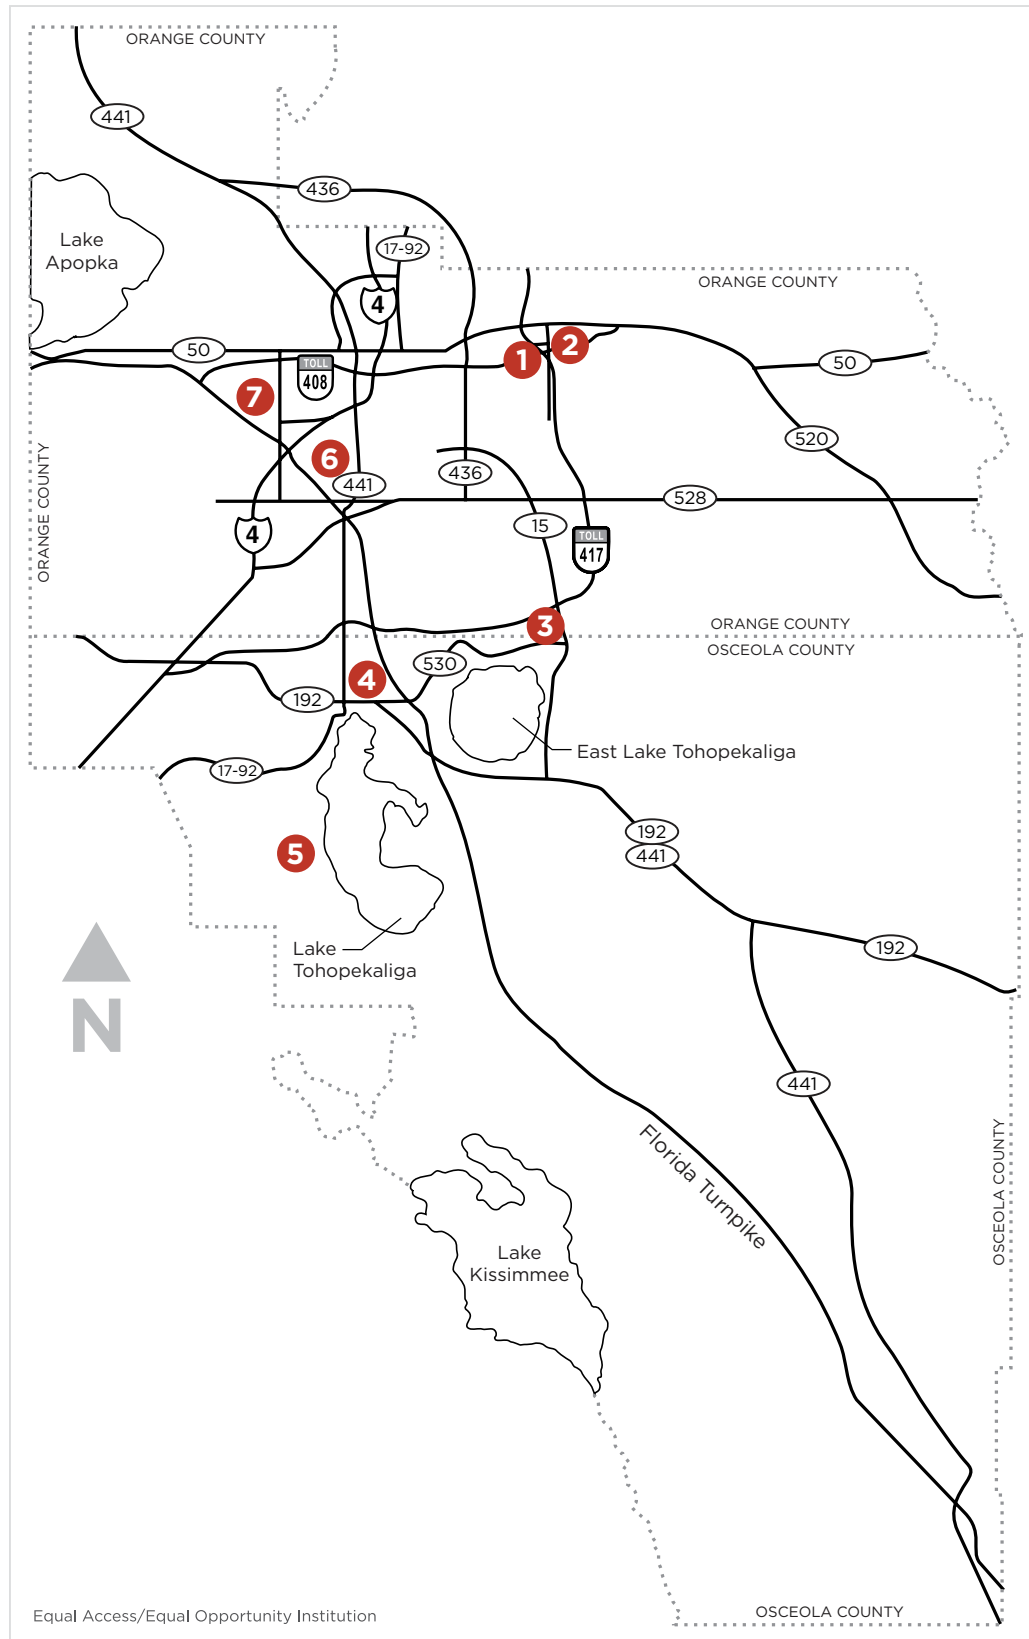 ORANGE COUNTY
441
436
Lake
Apopka
17-92
4
ORANGE COUNTY
50
TOLL
408
1
2
50
7
520
6
441
436
528
ORANGE COUNTY
4
15
TOLL
417
3
ORANGE COUNTY
OSCEOLA COUNTY
530
4
192
East Lake Tohopekaliga
17-92
192
441
5
Lake
Tohopekaliga
192
N
441
Florida Turnpike
OSCEOLA COUNTY
Lake
Kissimmee
Equal Access/Equal Opportunity Institution
OSCEOLA COUNTY